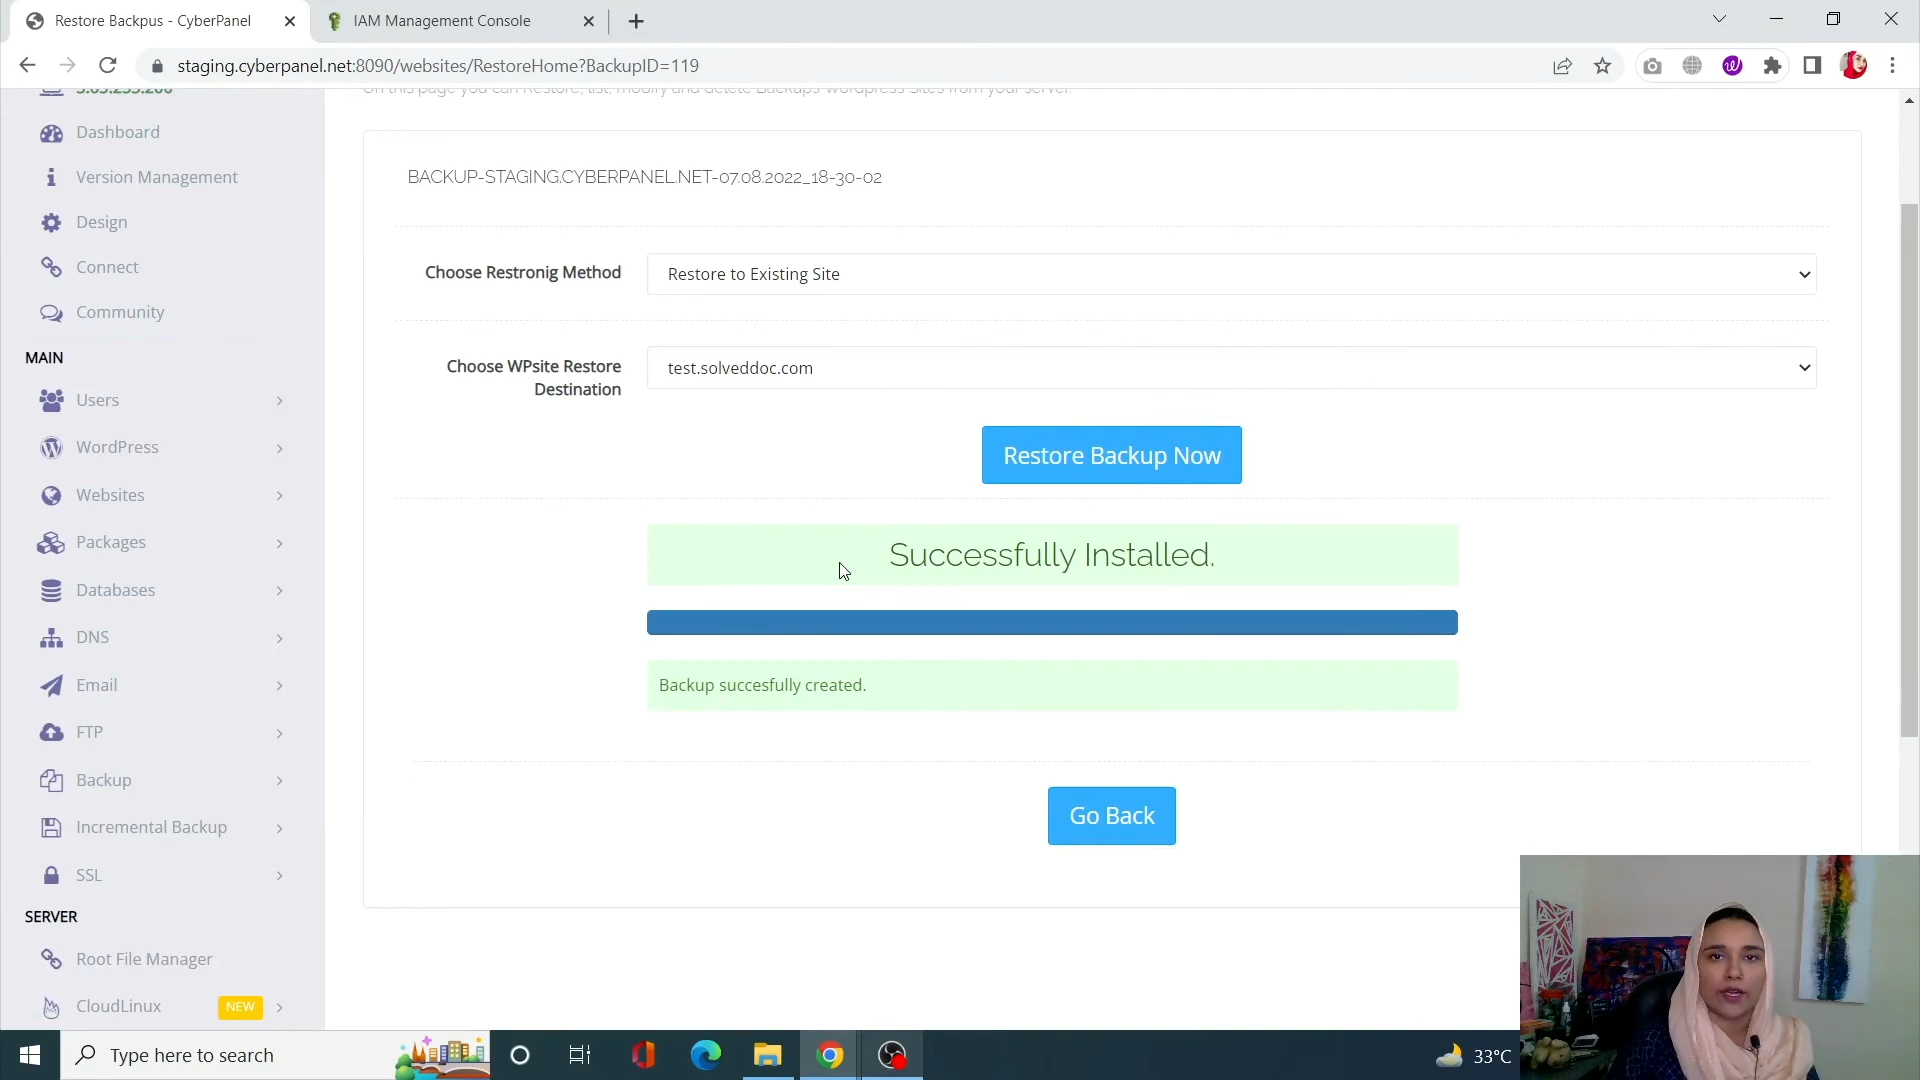 Restore Backpus - CyberPanel
IAM Management Console
staging.cyberpanel.net:8090/websites/RestoreHome?BackupID=119
3.65.255.200
On this page you can Restore, list, modify and delete Backups-wordpress Sites from your server.
Dashboard
Version Management
Design
Connect
Community
MAIN
Users
WordPress
Websites
Packages
Databases
DNS
Email
FTP
Backup
Incremental Backup
SSL
SERVER
Root File Manager
CloudLinux NEW
BACKUP-STAGING.CYBERPANEL.NET-07.08.2022_18-30-02
Choose Restronig Method
Restore to Existing Site
Choose WPsite Restore
Destination
test.solveddoc.com
Restore Backup Now
Successfully Installed.
Backup succesfully created.
Go Back
Type here to search
33°C